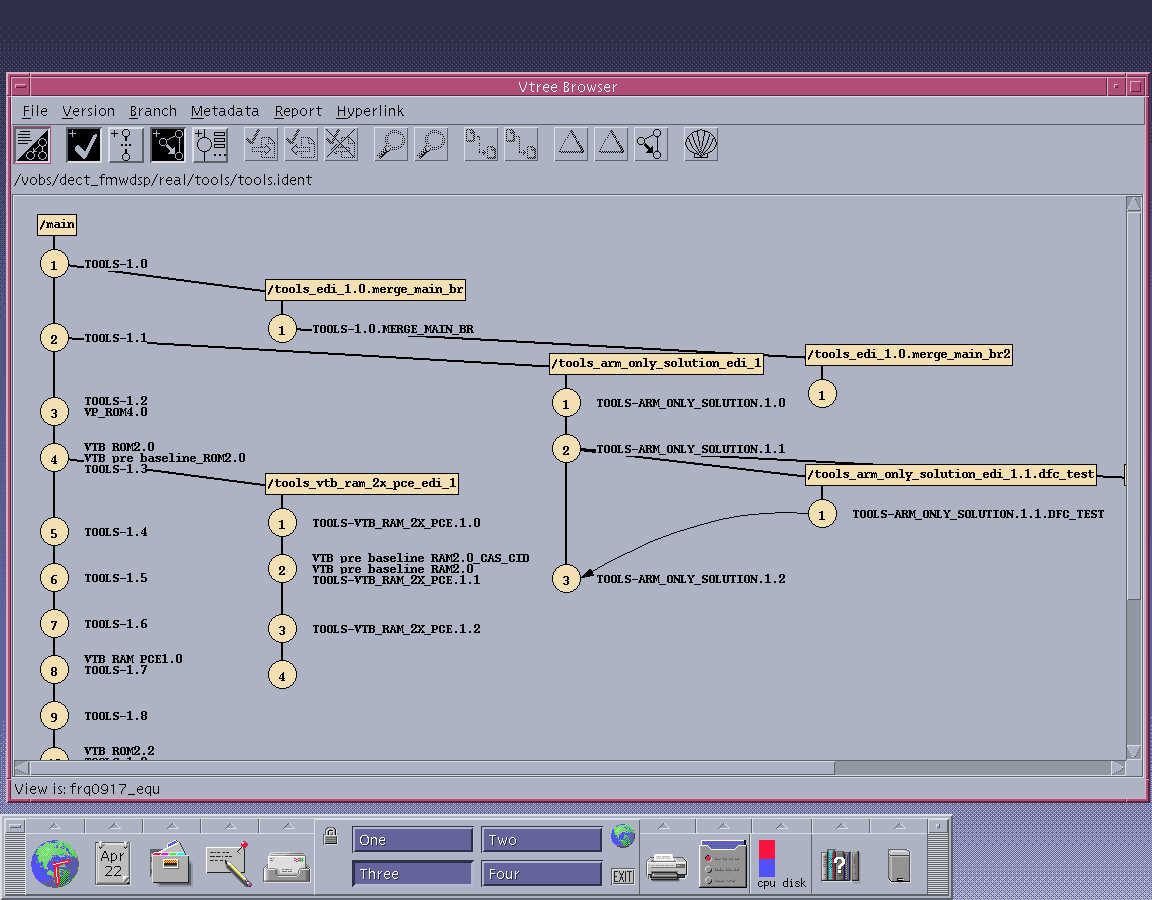 Vtree Browser
File Version Branch Metadata Report Hyperlink
/vobs/dect_fmwdsp/real/tools/tools.ident
/main
1 TOOLS-1.0
/tools_edi_1.0.merge_main_br
1 TOOLS-1.0.MERGE_MAIN_BR
2 TOOLS-1.1
/tools_arm_only_solution_edi_1
/tools_edi_1.0.merge_main_br2
1
1 TOOLS-ARM_ONLY_SOLUTION.1.0
3 TOOLS-1.2
VP_ROM4.0
2 TOOLS-ARM_ONLY_SOLUTION.1.1
4 VTB ROM2.0
VTB pre baseline_ROM2.0
TOOLS-1.3
/tools_arm_only_solution_edi_1.1.dfc_test
/tools_vtb_ram_2x_pce_edi_1
1 TOOLS-ARM_ONLY_SOLUTION.1.1.DFC_TEST
1 TOOLS-VTB_RAM_2X_PCE.1.0
5 TOOLS-1.4
2 VTB pre baseline RAM2.0_CAS_CID
VTB pre baseline RAM2.0
TOOLS-VTB_RAM_2X_PCE.1.1
6 TOOLS-1.5
3 TOOLS-ARM_ONLY_SOLUTION.1.2
7 TOOLS-1.6
3 TOOLS-VTB_RAM_2X_PCE.1.2
8 VTB RAM PCE1.0
TOOLS-1.7
4
9 TOOLS-1.8
VTB ROM2.2
View is: frq0917_equ
One Two
Three Four
EXIT
Apr
22
cpu disk
?